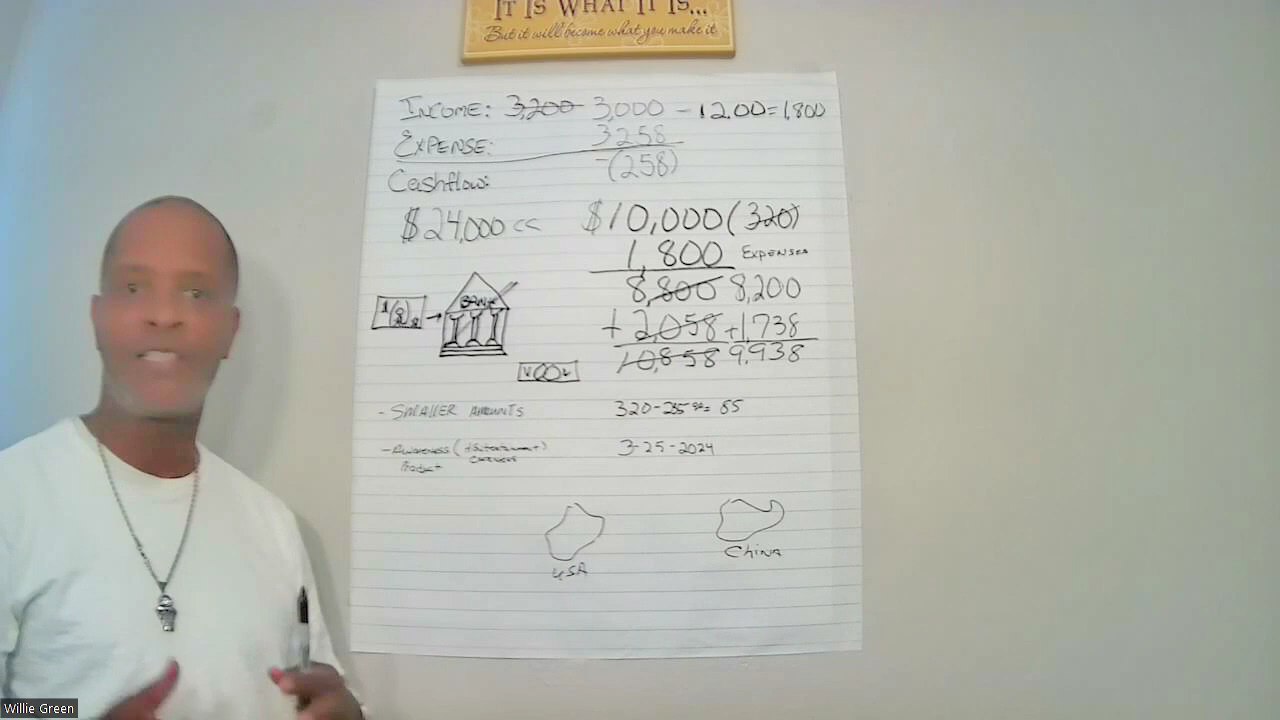 IT IS WHAT IT IS...
But it will become what you make it
INCOME: 3,200 3,000 - 1200=1,800
EXPENSE: 3258
Cashflow: -(258)
$24,000 cc
$10,000 (320)
1,800 EXPENSES
8,800 8,200
+ 2,058 +1,738
10,858 9,938
BANK
- SMALLER AMOUNTS
320-235 = 85
- AWARENESS (
Product
3-25-2024
USA
CHINA
Willie Green